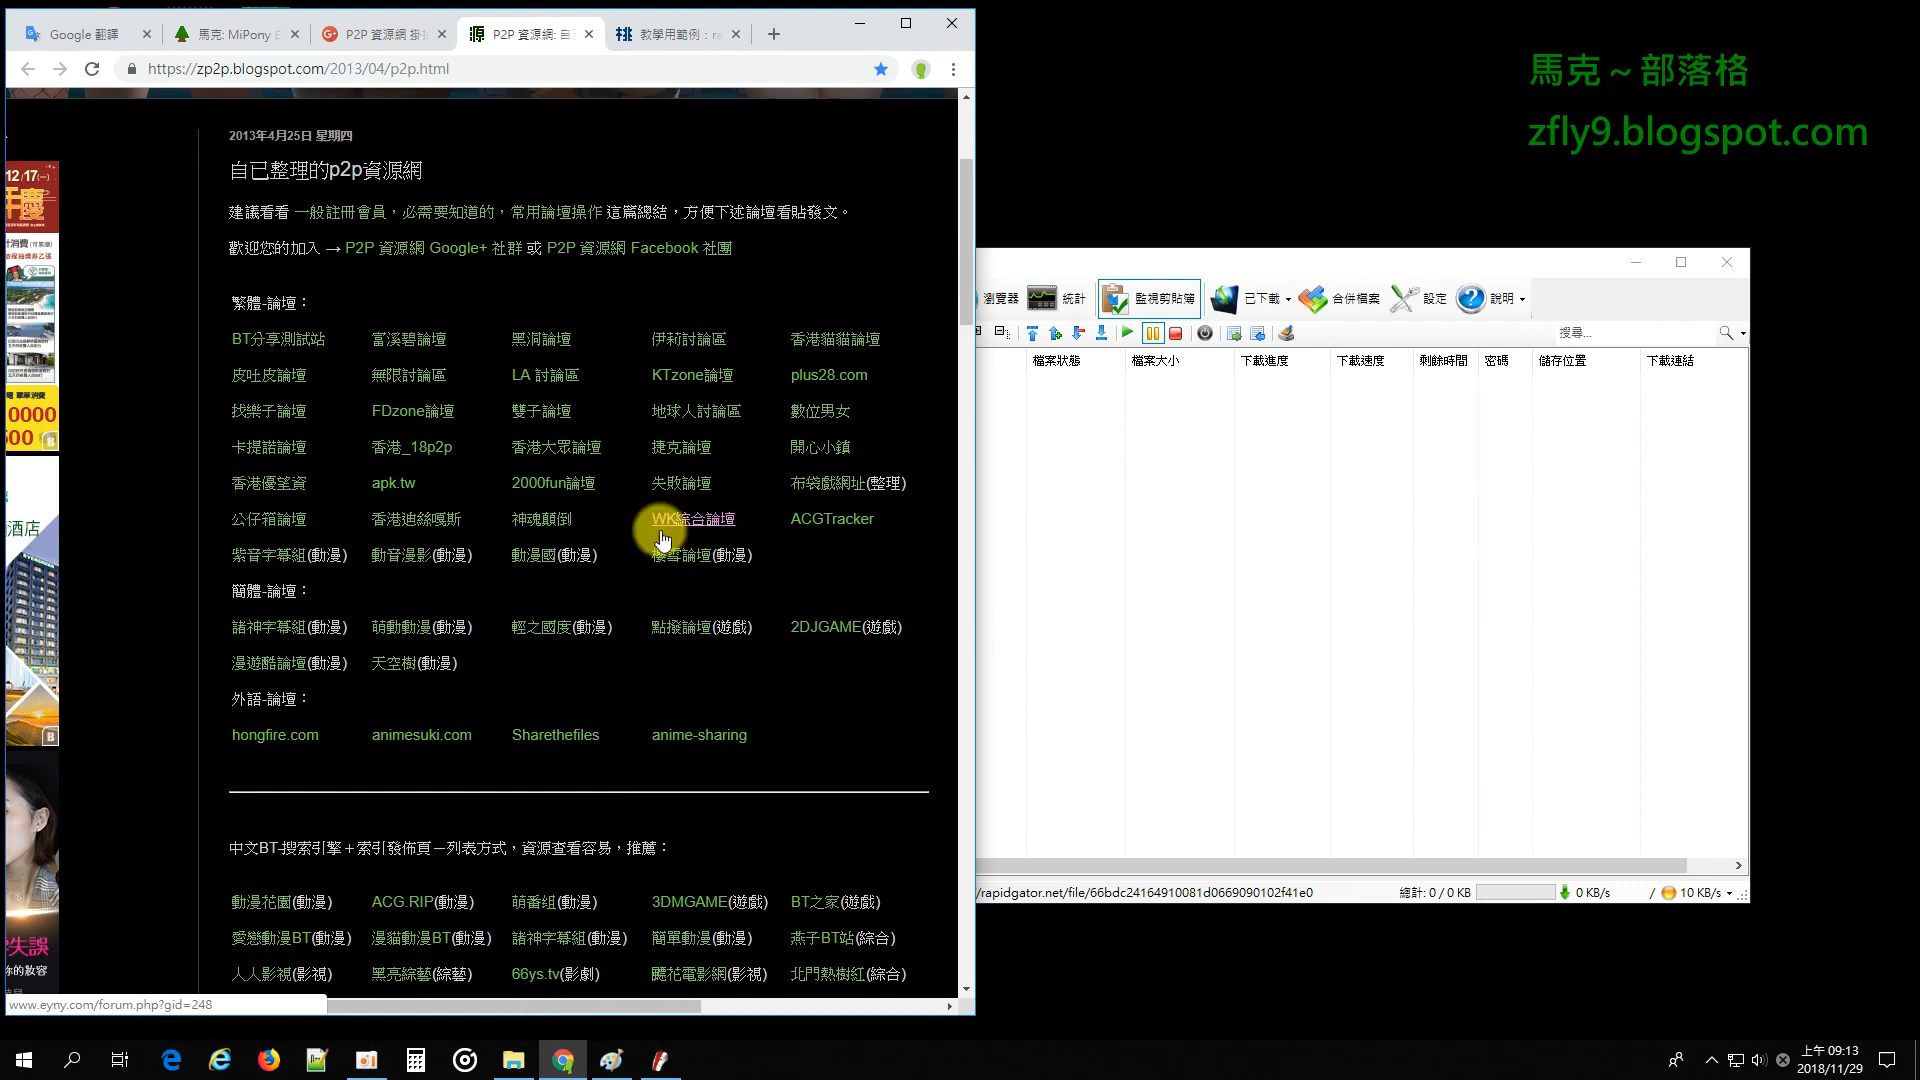 Google 翻譯
馬克: MiPony
P2P 資源網
P2P 資源網: 自
教學用範例：
https://zp2p.blogspot.com/2013/04/p2p.html
馬克～部落格
zfly9.blogspot.com
2013年4月25日 星期四
自已整理的p2p資源網
建議看看 一般註冊會員，必需要知道的，常用論壇操作 這篇總結，方便下述論壇看貼發文。
歡迎您的加入 → P2P 資源網 Google+ 社群 或 P2P 資源網 Facebook 社團
繁體-論壇：
BT分享測試站 富溪碧論壇 黑洞論壇 伊莉討論區 香港貓貓論壇
皮吐皮論壇 無限討論區 LA 討論區 KTzone論壇 plus28.com
找樂子論壇 FDzone論壇 雙子論壇 地球人討論區 數位男女
卡提諾論壇 香港_18p2p 香港大眾論壇 捷克論壇 開心小鎮
香港優望資 apk.tw 2000fun論壇 失敗論壇 布袋戲網址(整理)
公仔箱論壇 香港迪絲嘎斯 神魂顛倒 WK綜合論壇 ACGTracker
紫音字幕組(動漫) 動音漫影(動漫) 動漫國(動漫) 櫻雪論壇(動漫)
簡體-論壇：
諸神字幕組(動漫) 萌動動漫(動漫) 輕之國度(動漫) 點撥論壇(遊戲) 2DJGAME(遊戲)
漫遊酷論壇(動漫) 天空樹(動漫)
外語-論壇：
hongfire.com animesuki.com Sharethefiles anime-sharing
中文BT-搜索引擎＋索引發佈頁－列表方式，資源查看容易，推薦：
動漫花園(動漫) ACG.RIP(動漫) 萌番组(動漫) 3DMGAME(遊戲) BT之家(遊戲)
愛戀動漫BT(動漫) 漫貓動漫BT(動漫) 諸神字幕組(動漫) 簡單動漫(動漫) 燕子BT站(綜合)
人人影視(影視) 黑亮綜藝(綜藝) 66ys.tv(影劇) 飄花電影網(影視) 北門熱樹紅(綜合)
www.eyny.com/forum.php?gid=248
12/17(一)
年慶
計消費(可累贈)
0000
500
B
酒店
B
失誤
你的妝容
瀏覽器 統計 監視剪貼簿 已下載 合併檔案 設定 說明
搜尋...
檔案狀態 檔案大小 下載進度 下載速度 剩餘時間 密碼 儲存位置 下載連結
/rapidgator.net/file/66bdc24164910081d0669090102f41e0
總計: 0 / 0 KB 0 KB/s / 10 KB/s
上午 09:13
2018/11/29